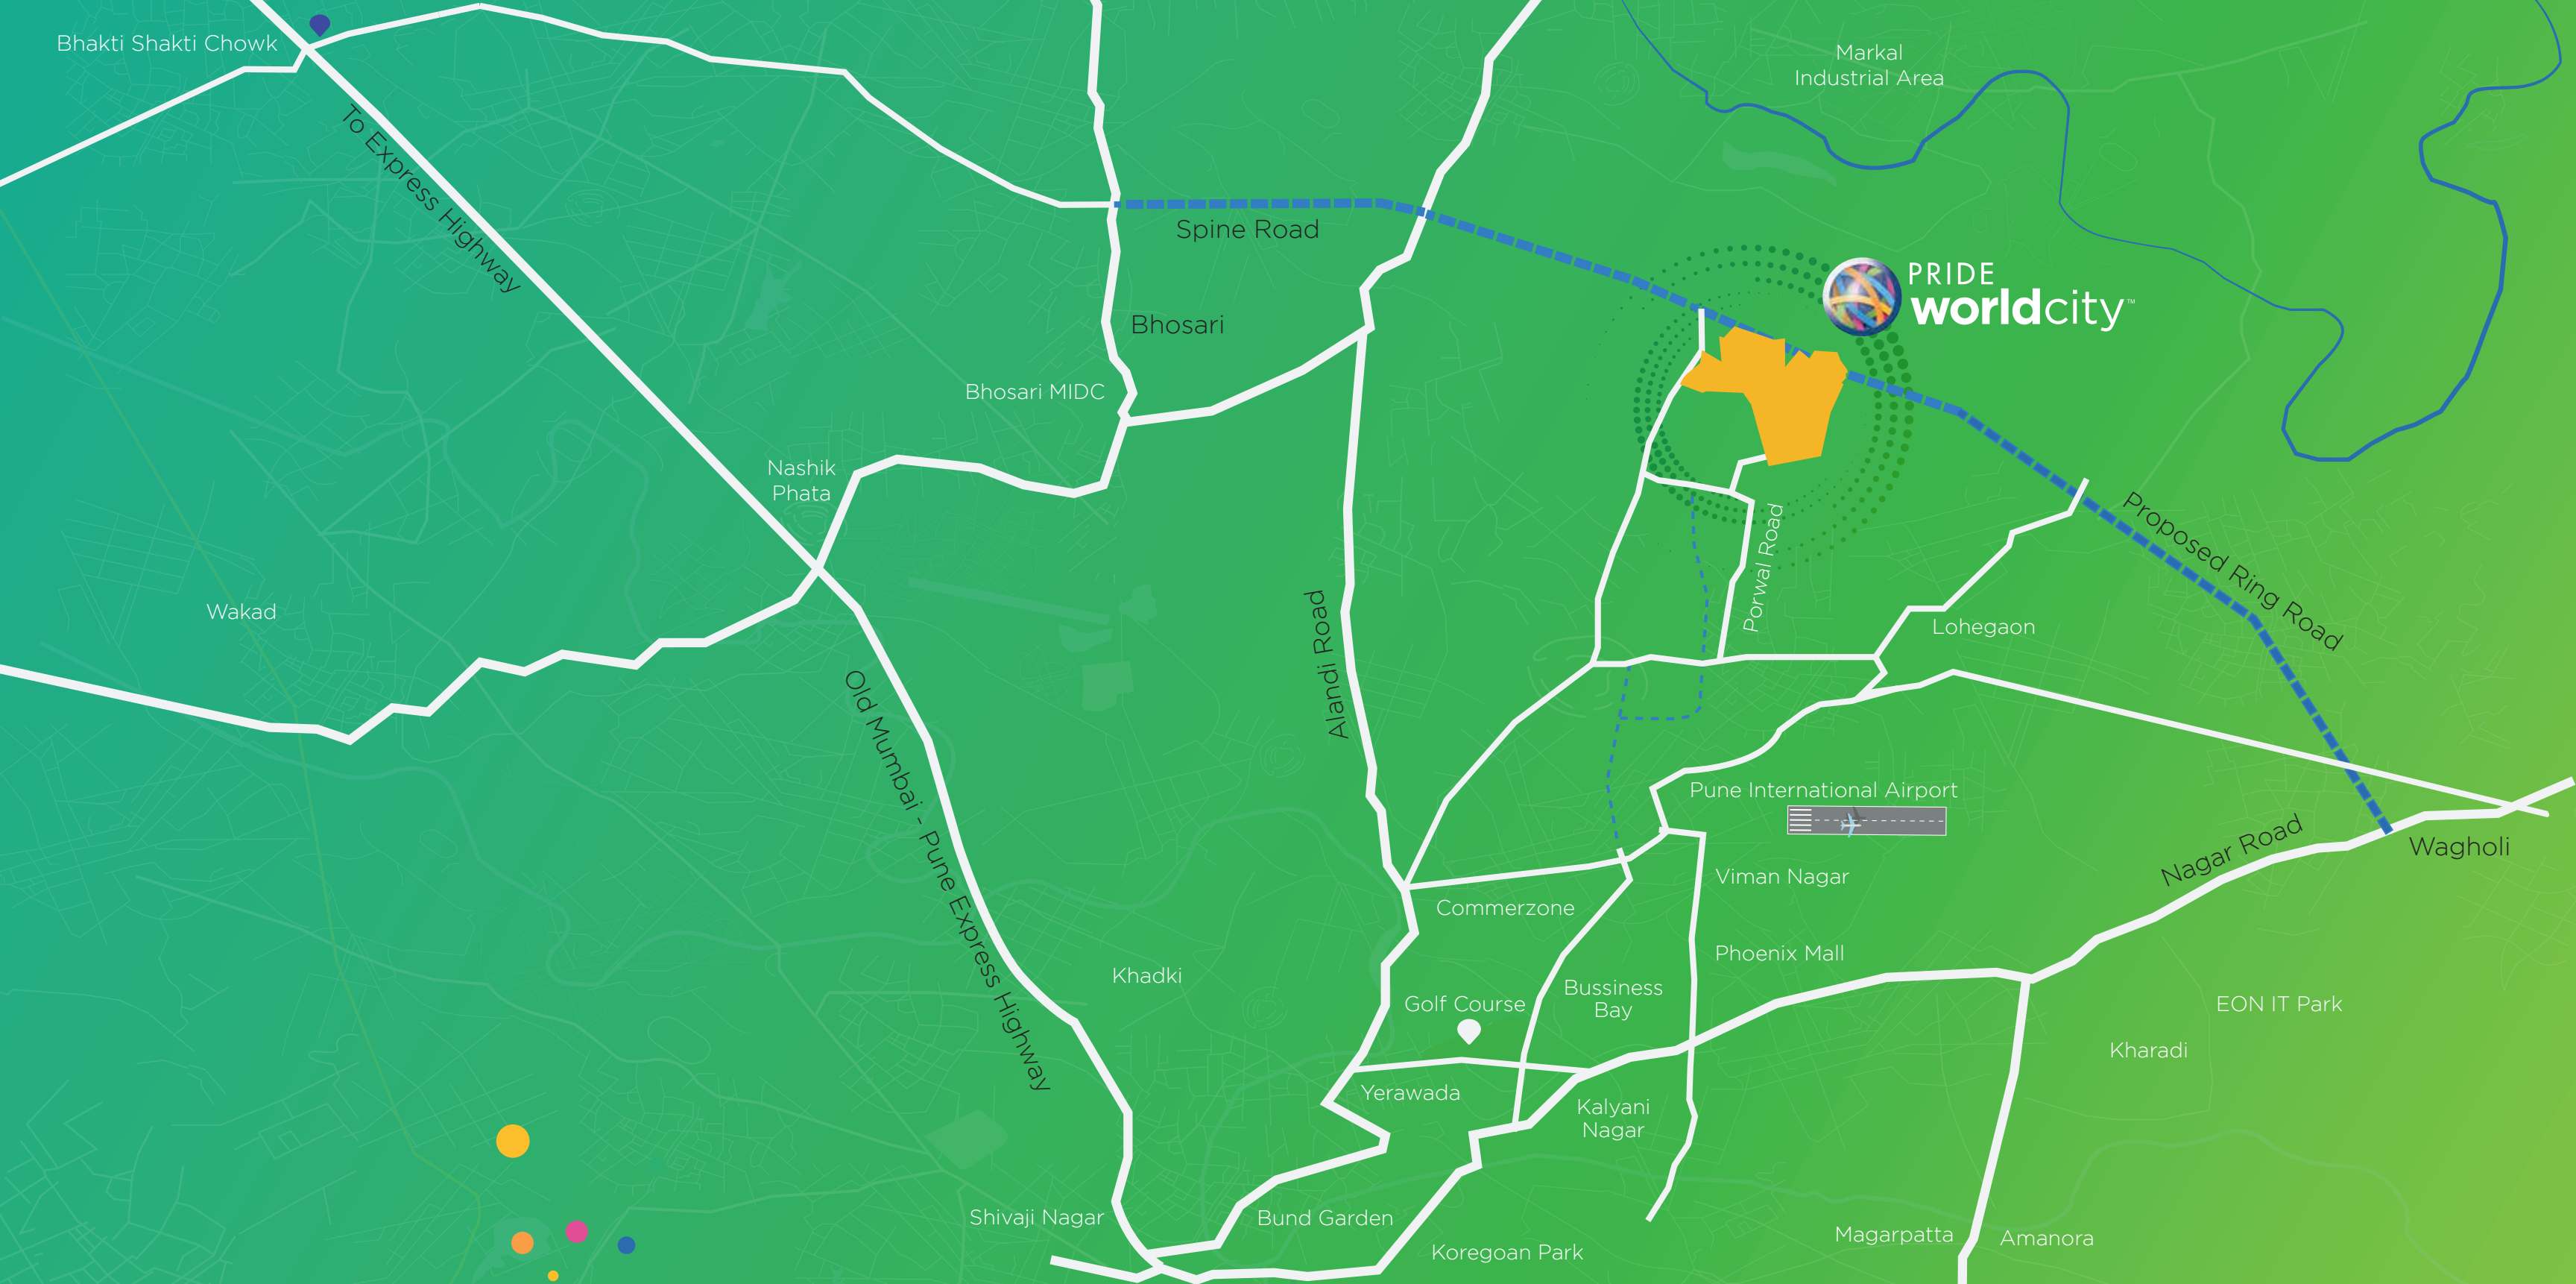 Bhakti Shakti Chowk
To Express Highway
Markal
Industrial Area
Spine Road
PRIDE
worldcity™
Bhosari
Bhosari MIDC
Nashik
Phata
Proposed Ring Road
Porwal Road
Wakad
Lohegaon
Alandi Road
Old Mumbai - Pune Express Highway
Pune International Airport
Nagar Road
Wagholi
Viman Nagar
Commerzone
Phoenix Mall
Khadki
Golf Course
Bussiness
Bay
EON IT Park
Kharadi
Yerawada
Kalyani
Nagar
Shivaji Nagar
Bund Garden
Koregoan Park
Magarpatta
Amanora